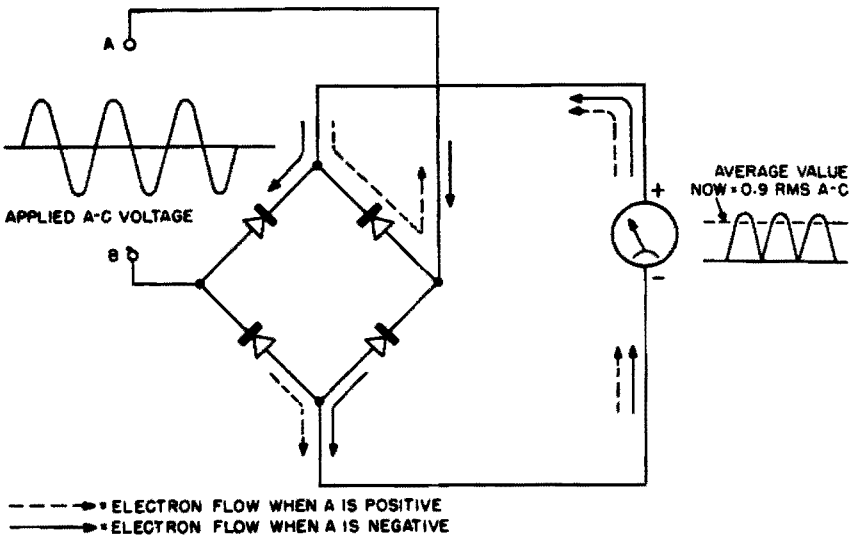 A
APPLIED A-C VOLTAGE
B
+
-
AVERAGE VALUE
NOW = 0.9 RMS A-C
= ELECTRON FLOW WHEN A IS POSITIVE
= ELECTRON FLOW WHEN A IS NEGATIVE